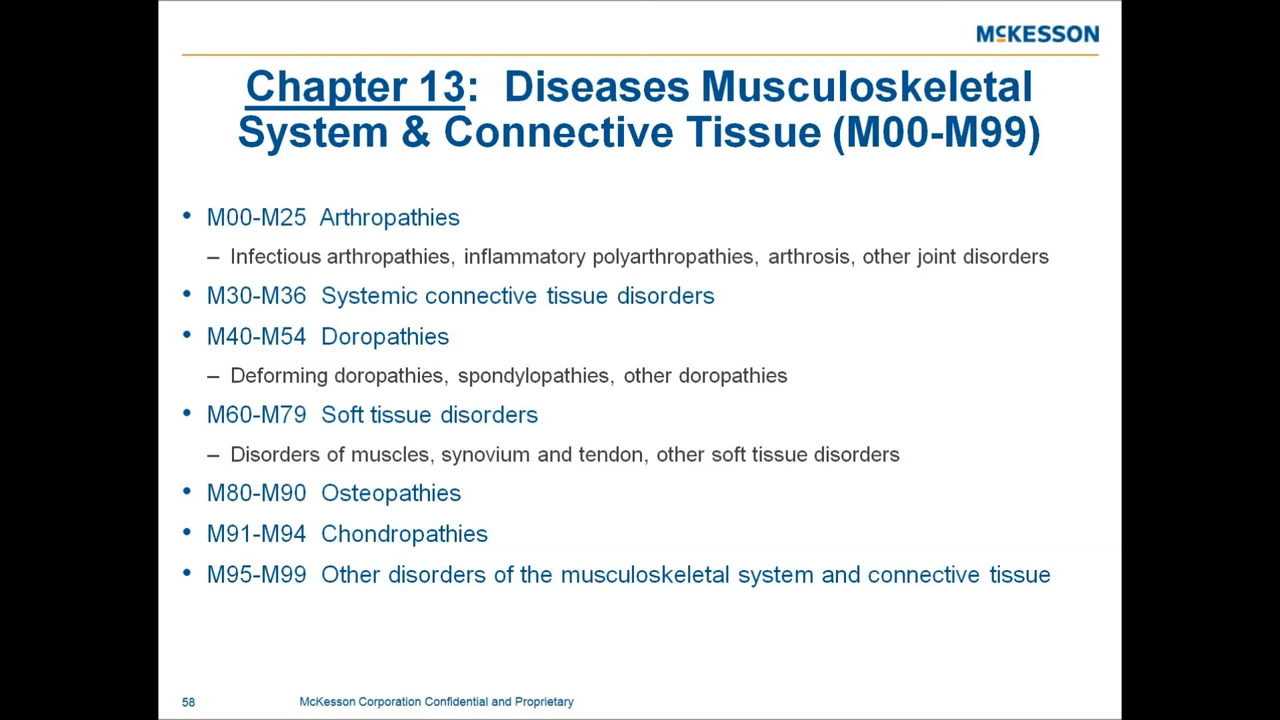 MCKESSON
Chapter 13: Diseases Musculoskeletal
System & Connective Tissue (M00-M99)
• M00-M25 Arthropathies
– Infectious arthropathies, inflammatory polyarthropathies, arthrosis, other joint disorders
• M30-M36 Systemic connective tissue disorders
• M40-M54 Doropathies
– Deforming doropathies, spondylopathies, other doropathies
• M60-M79 Soft tissue disorders
– Disorders of muscles, synovium and tendon, other soft tissue disorders
• M80-M90 Osteopathies
• M91-M94 Chondropathies
• M95-M99 Other disorders of the musculoskeletal system and connective tissue
58 McKesson Corporation Confidential and Proprietary